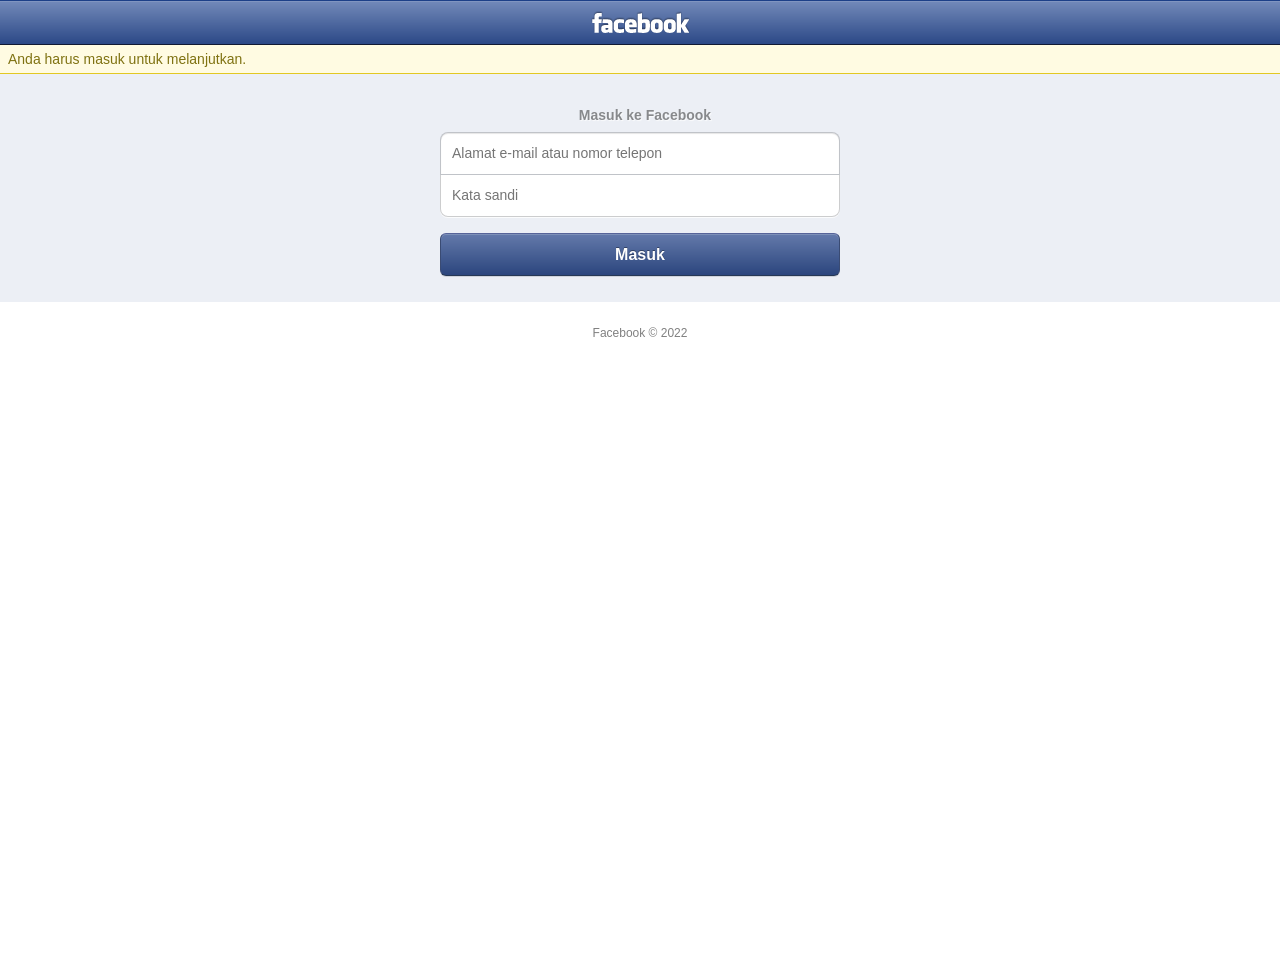 facebook
Anda harus masuk untuk melanjutkan.
Masuk ke Facebook
Alamat e-mail atau nomor telepon
Kata sandi
Masuk
Facebook © 2022